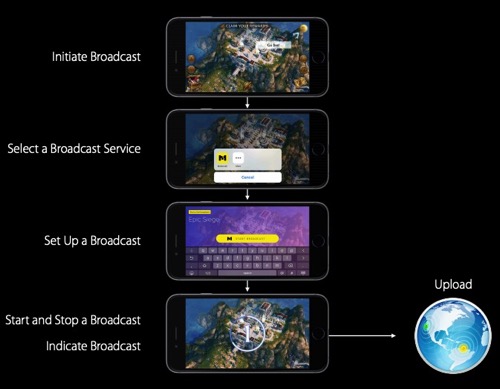 Initiate Broadcast
CLAIM YOUR REWARDS
Go live!
Select a Broadcast Service
Cancel
Set Up a Broadcast
Epic Siege
START BROADCAST
Start and Stop a Broadcast
Indicate Broadcast
Upload